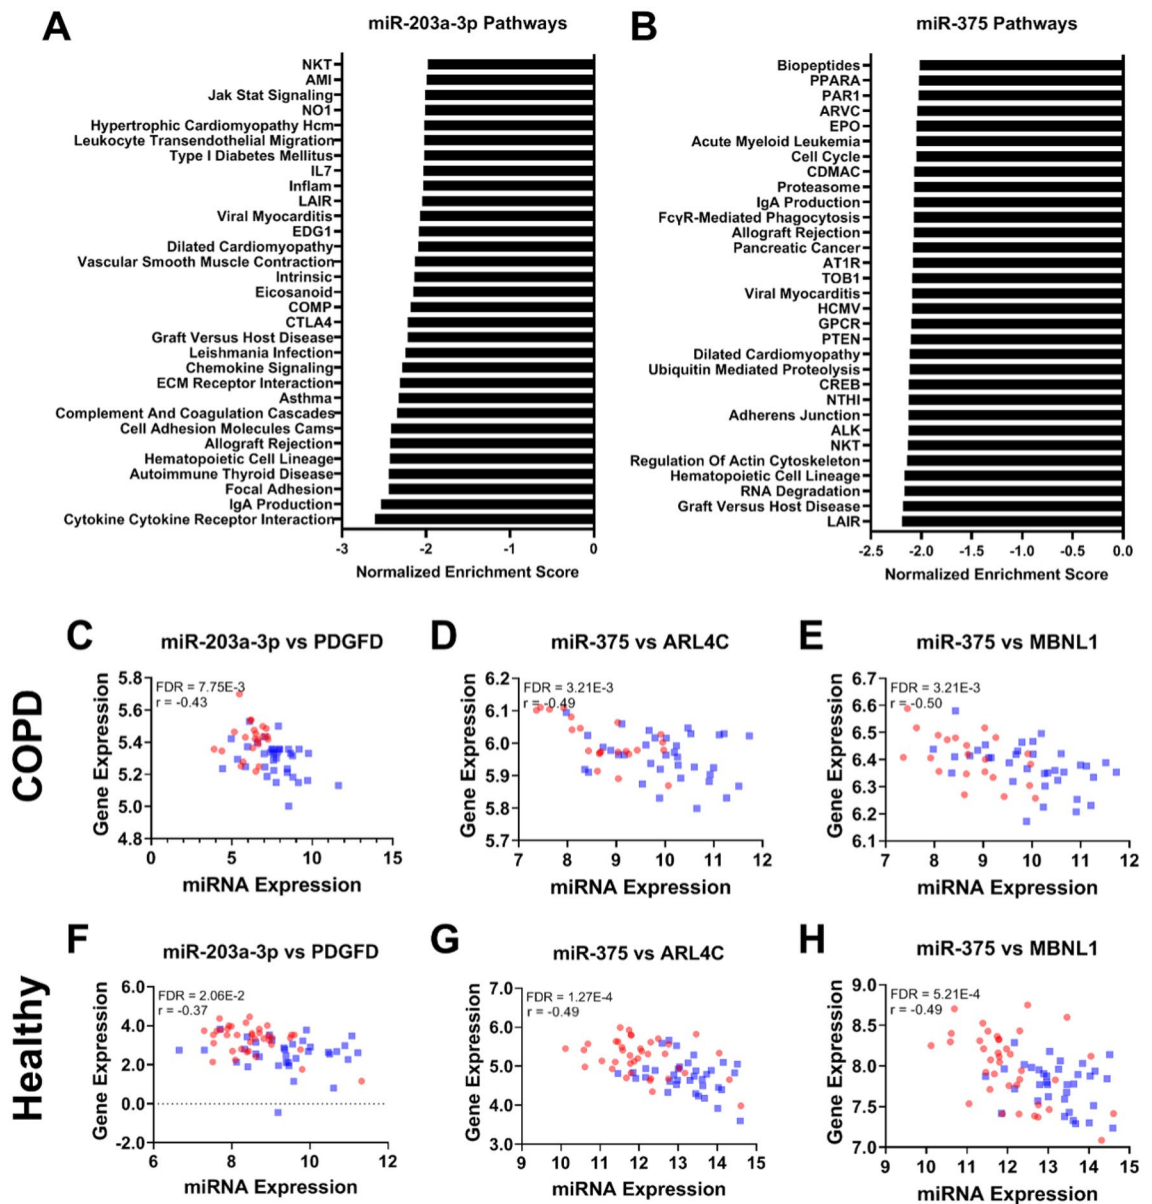 A
miR-203a-3p Pathways
NKT
AMI
Jak Stat Signaling
NO1
Hypertrophic Cardiomyopathy Hcm
Leukocyte Transendothelial Migration
Type I Diabetes Mellitus
IL7
Inflam
LAIR
Viral Myocarditis
EDG1
Dilated Cardiomyopathy
Vascular Smooth Muscle Contraction
Intrinsic
Eicosanoid
COMP
CTLA4
Graft Versus Host Disease
Leishmania Infection
Chemokine Signaling
ECM Receptor Interaction
Asthma
Complement And Coagulation Cascades
Cell Adhesion Molecules Cams
Allograft Rejection
Hematopoietic Cell Lineage
Autoimmune Thyroid Disease
Focal Adhesion
IgA Production
Cytokine Cytokine Receptor Interaction
-3 -2 -1 0
Normalized Enrichment Score
B
miR-375 Pathways
Biopeptides
PPARA
PAR1
ARVC
EPO
Acute Myeloid Leukemia
Cell Cycle
CDMAC
Proteasome
IgA Production
FcγR-Mediated Phagocytosis
Allograft Rejection
Pancreatic Cancer
AT1R
TOB1
Viral Myocarditis
HCMV
GPCR
PTEN
Dilated Cardiomyopathy
Ubiquitin Mediated Proteolysis
CREB
NTHI
Adherens Junction
ALK
NKT
Regulation Of Actin Cytoskeleton
Hematopoietic Cell Lineage
RNA Degradation
Graft Versus Host Disease
LAIR
-2.5 -2.0 -1.5 -1.0 -0.5 0.0
Normalized Enrichment Score
COPD
C
miR-203a-3p vs PDGFD
FDR = 7.75E-3
r = -0.43
Gene Expression
5.8
5.6
5.4
5.2
5.0
4.8
0 5 10 15
miRNA Expression
D
miR-375 vs ARL4C
FDR = 3.21E-3
r = -0.49
Gene Expression
6.2
6.1
6.0
5.9
5.8
5.7
7 8 9 10 11 12
miRNA Expression
E
miR-375 vs MBNL1
FDR = 3.21E-3
r = -0.50
Gene Expression
6.7
6.6
6.5
6.4
6.3
6.2
6.1
7 8 9 10 11 12
miRNA Expression
Healthy
F
miR-203a-3p vs PDGFD
FDR = 2.06E-2
r = -0.37
Gene Expression
6.0
4.0
2.0
0.0
-2.0
6 8 10 12
miRNA Expression
G
miR-375 vs ARL4C
FDR = 1.27E-4
r = -0.49
Gene Expression
7.0
6.0
5.0
4.0
3.0
9 10 11 12 13 14 15
miRNA Expression
H
miR-375 vs MBNL1
FDR = 5.21E-4
r = -0.49
Gene Expression
9.0
8.5
8.0
7.5
7.0
9 10 11 12 13 14 15
miRNA Expression